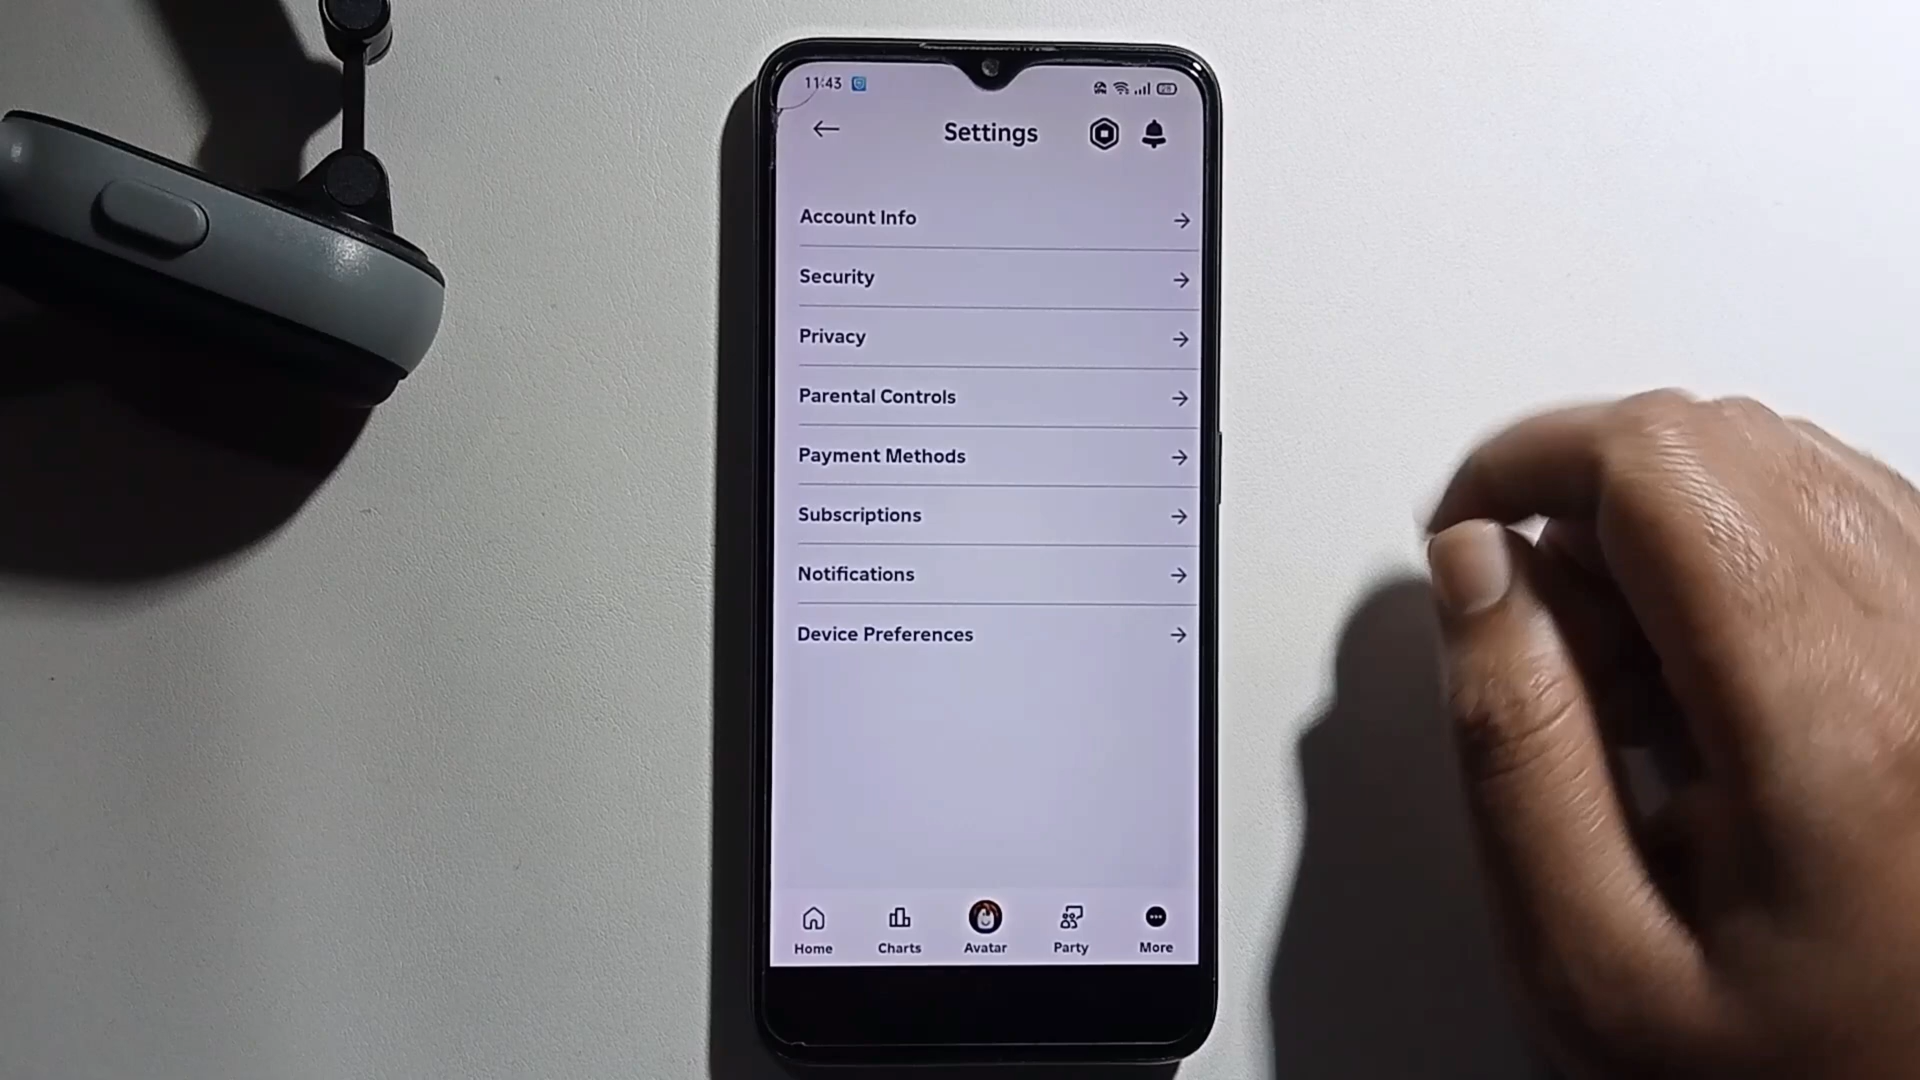 11:43
Settings
Account Info
Security
Privacy
Parental Controls
Payment Methods
Subscriptions
Notifications
Device Preferences
Home Charts Avatar Party More